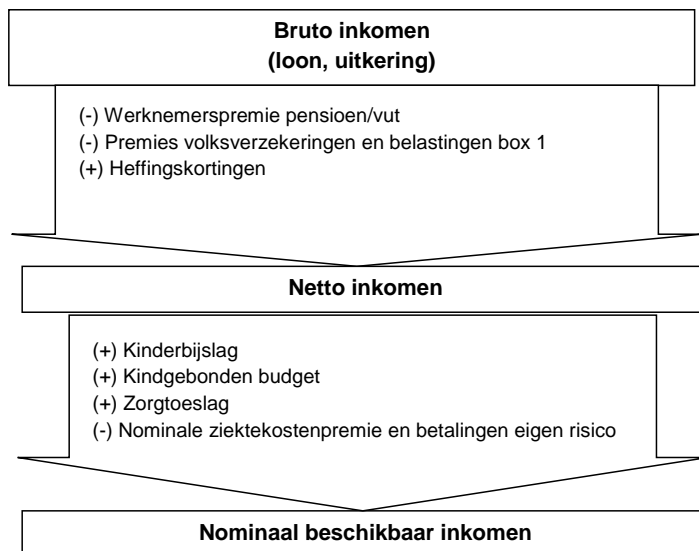 Bruto inkomen
(loon, uitkering)
(-) Werknemerspremie pensioen/vut
(-) Premies volksverzekeringen en belastingen box 1
(+) Heffingskortingen
Netto inkomen
(+) Kinderbijslag
(+) Kindgebonden budget
(+) Zorgtoeslag
(-) Nominale ziektekostenpremie en betalingen eigen risico
Nominaal beschikbaar inkomen